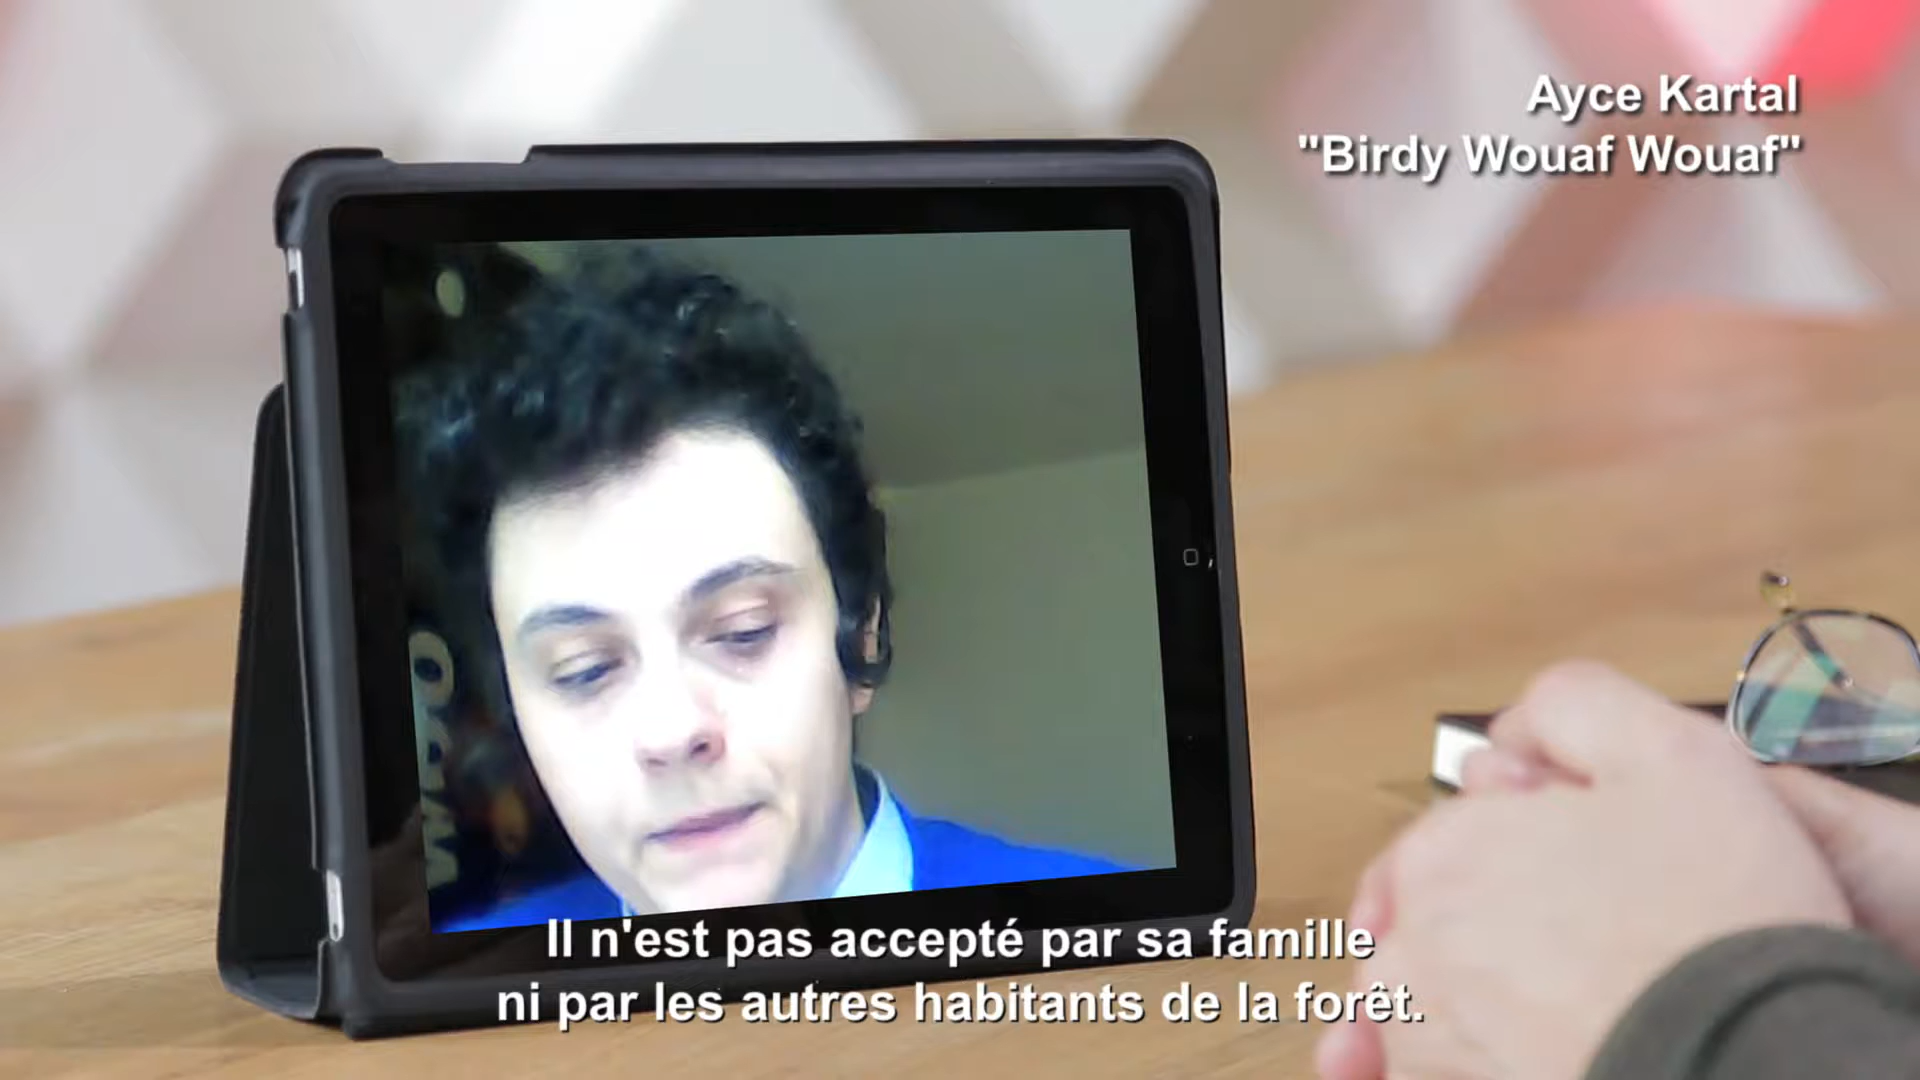 Ayce Kartal
"Birdy Wouaf Wouaf"
Il n'est pas accepté par sa famille
ni par les autres habitants de la forêt.